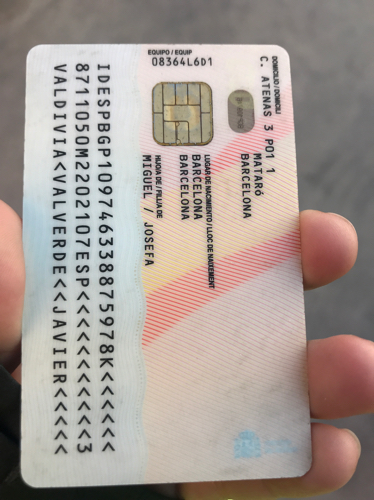 EQUIPO / EQUIP
08364L6D1
DOMICILIO / DOMICILI
C. ATENAS 3 P01 1
MATARÓ
BARCELONA
LUGAR DE NACIMIENTO / LLOC DE NAIXEMENT
BARCELONA
BARCELONA
HIJO/A DE / FILL/A DE
MIGUEL / JOSEFA
IDESPBGP109746338875978K<<<<<<
8711050M2202107ESP<<<<<<<<<<<3
VALDIVIA<VALVERDE<<JAVIER<<<<<